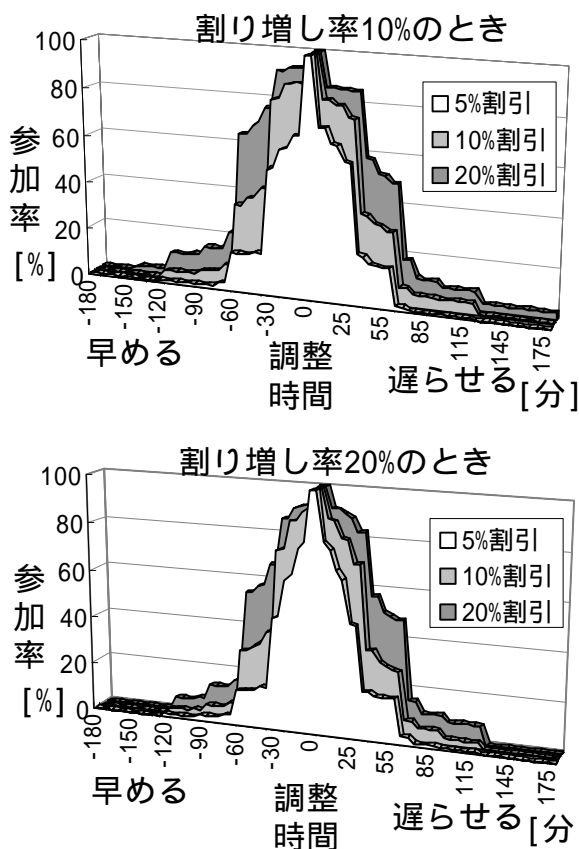 割り増し率10%のとき
100
80
60
40
20
0
参加率
[%]
5%割引
10%割引
20%割引
-180
-150
-120
-90
-60
-30
0
25
55
85
115
145
175
早める
調整時間
遅らせる
[分]
割り増し率20%のとき
100
80
60
40
20
0
参加率
[%]
5%割引
10%割引
20%割引
-180
-150
-120
-90
-60
-30
0
25
55
85
115
145
175
早める
調整時間
遅らせる
[分